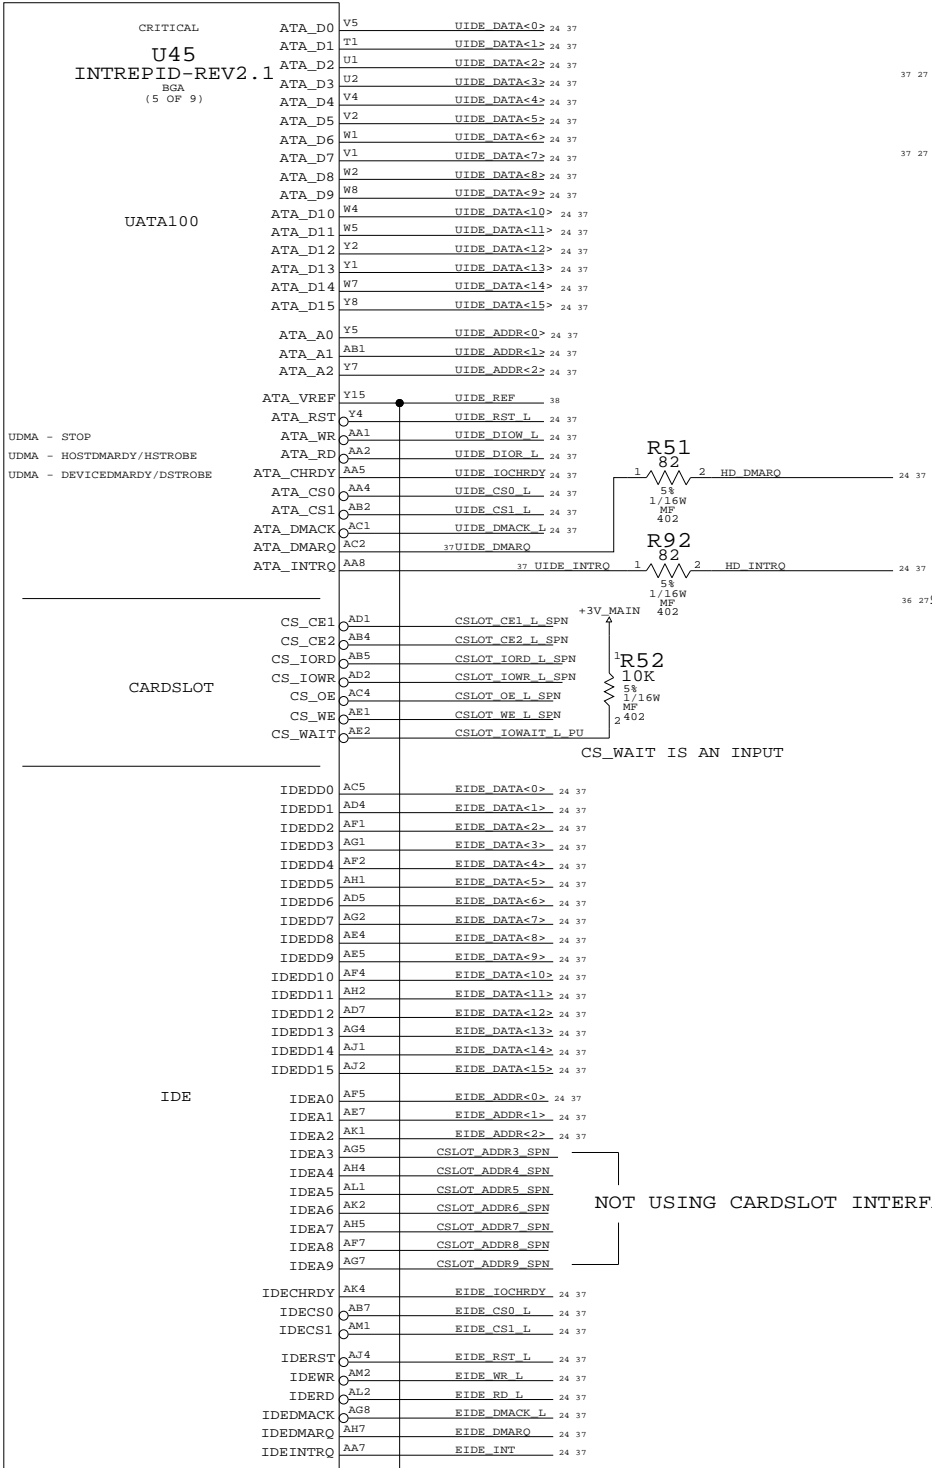 CRITICAL
U45
INTREPID-REV2.1
BGA
(5 OF 9)
UATA100
ATA_D0 V5 UIDE_DATA<0> 24 37
ATA_D1 T1 UIDE_DATA<1> 24 37
ATA_D2 U1 UIDE_DATA<2> 24 37
ATA_D3 U2 UIDE_DATA<3> 24 37
ATA_D4 V4 UIDE_DATA<4> 24 37
ATA_D5 V2 UIDE_DATA<5> 24 37
ATA_D6 W1 UIDE_DATA<6> 24 37
ATA_D7 V1 UIDE_DATA<7> 24 37
ATA_D8 W2 UIDE_DATA<8> 24 37
ATA_D9 W8 UIDE_DATA<9> 24 37
ATA_D10 W4 UIDE_DATA<10> 24 37
ATA_D11 W5 UIDE_DATA<11> 24 37
ATA_D12 Y2 UIDE_DATA<12> 24 37
ATA_D13 Y1 UIDE_DATA<13> 24 37
ATA_D14 W7 UIDE_DATA<14> 24 37
ATA_D15 Y8 UIDE_DATA<15> 24 37
37 27
37 27
ATA_A0 Y5 UIDE_ADDR<0> 24 37
ATA_A1 AB1 UIDE_ADDR<1> 24 37
ATA_A2 Y7 UIDE_ADDR<2> 24 37
ATA_VREF Y15 UIDE_REF 38
ATA_RST Y4 UIDE_RST_L 24 37
UDMA - STOP ATA_WR AA1 UIDE_DIOW_L 24 37
UDMA - HOSTDMARDY/HSTROBE ATA_RD AA2 UIDE_DIOR_L 24 37
UDMA - DEVICEDMARDY/DSTROBE ATA_CHRDY AA5 UIDE_IOCHRDY 24 37
ATA_CS0 AA4 UIDE_CS0_L 24 37
ATA_CS1 AB2 UIDE_CS1_L 24 37
ATA_DMACK AC1 UIDE_DMACK_L 24 37
ATA_DMARQ AC2 37 UIDE_DMARQ
ATA_INTRQ AA8 37 UIDE_INTRQ
R51
82
1 2 HD_DMARQ 24 37
5%
1/16W
MF
402
R92
82
1 2 HD_INTRQ 24 37
5%
1/16W
MF
402
36 27
CARDSLOT
CS_CE1 AD1 CSLOT_CE1_L_SPN
CS_CE2 AB4 CSLOT_CE2_L_SPN
CS_IORD AB5 CSLOT_IORD_L_SPN
CS_IOWR AD2 CSLOT_IOWR_L_SPN
CS_OE AC4 CSLOT_OE_L_SPN
CS_WE AE1 CSLOT_WE_L_SPN
CS_WAIT AE2 CSLOT_IOWAIT_L_PU
+3V_MAIN
1
R52
10K
5%
1/16W
MF
402
2
CS_WAIT IS AN INPUT
IDE
IDEDD0 AC5 EIDE_DATA<0> 24 37
IDEDD1 AD4 EIDE_DATA<1> 24 37
IDEDD2 AF1 EIDE_DATA<2> 24 37
IDEDD3 AG1 EIDE_DATA<3> 24 37
IDEDD4 AF2 EIDE_DATA<4> 24 37
IDEDD5 AH1 EIDE_DATA<5> 24 37
IDEDD6 AD5 EIDE_DATA<6> 24 37
IDEDD7 AG2 EIDE_DATA<7> 24 37
IDEDD8 AE4 EIDE_DATA<8> 24 37
IDEDD9 AE5 EIDE_DATA<9> 24 37
IDEDD10 AF4 EIDE_DATA<10> 24 37
IDEDD11 AH2 EIDE_DATA<11> 24 37
IDEDD12 AD7 EIDE_DATA<12> 24 37
IDEDD13 AG4 EIDE_DATA<13> 24 37
IDEDD14 AJ1 EIDE_DATA<14> 24 37
IDEDD15 AJ2 EIDE_DATA<15> 24 37
IDEA0 AF5 EIDE_ADDR<0> 24 37
IDEA1 AE7 EIDE_ADDR<1> 24 37
IDEA2 AK1 EIDE_ADDR<2> 24 37
IDEA3 AG5 CSLOT_ADDR3_SPN
IDEA4 AH4 CSLOT_ADDR4_SPN
IDEA5 AL1 CSLOT_ADDR5_SPN
IDEA6 AK2 CSLOT_ADDR6_SPN
IDEA7 AH5 CSLOT_ADDR7_SPN
IDEA8 AF7 CSLOT_ADDR8_SPN
IDEA9 AG7 CSLOT_ADDR9_SPN
NOT USING CARDSLOT INTERF
IDECHRDY AK4 EIDE_IOCHRDY 24 37
IDECS0 AB7 EIDE_CS0_L 24 37
IDECS1 AM1 EIDE_CS1_L 24 37
IDERST AJ4 EIDE_RST_L 24 37
IDEWR AM2 EIDE_WR_L 24 37
IDERD AL2 EIDE_RD_L 24 37
IDEDMACK AG8 EIDE_DMACK_L 24 37
IDEDMARQ AH7 EIDE_DMARQ 24 37
IDEINTRQ AA7 EIDE_INT 24 37